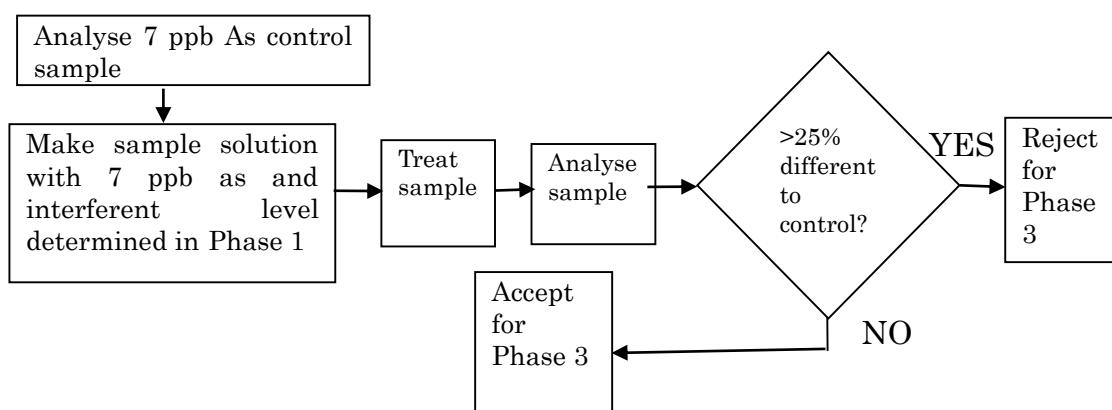 Analyse 7 ppb As control
sample
Make sample solution
with 7 ppb as and
interferent level
determined in Phase 1
Treat
sample
Analyse
sample
>25%
different
to
control?
YES
Reject
for
Phase
3
NO
Accept
for
Phase 3